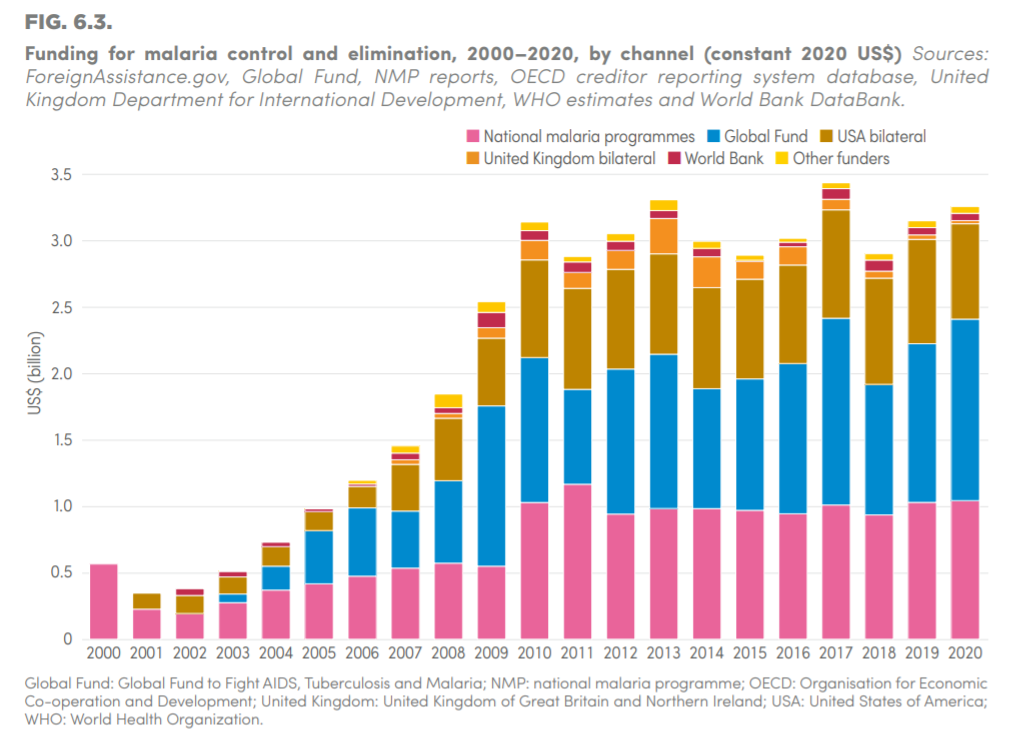 FIG. 6.3.
Funding for malaria control and elimination, 2000–2020, by channel (constant 2020 US$) Sources:
ForeignAssistance.gov, Global Fund, NMP reports, OECD creditor reporting system database, United
Kingdom Department for International Development, WHO estimates and World Bank DataBank.
National malaria programmes Global Fund USA bilateral
United Kingdom bilateral World Bank Other funders
3.5
3.0
2.5
2.0
1.5
1.0
0.5
0
US$ (billion)
2000 2001 2002 2003 2004 2005 2006 2007 2008 2009 2010 2011 2012 2013 2014 2015 2016 2017 2018 2019 2020
Global Fund: Global Fund to Fight AIDS, Tuberculosis and Malaria; NMP: national malaria programme; OECD: Organisation for Economic
Co-operation and Development; United Kingdom: United Kingdom of Great Britain and Northern Ireland; USA: United States of America;
WHO: World Health Organization.